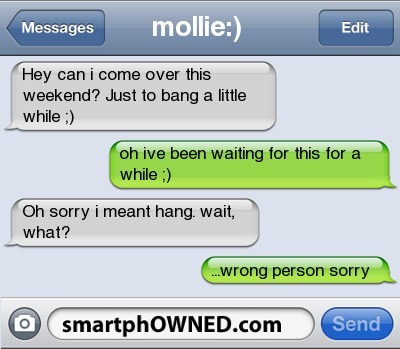 Messages
mollie:)
Edit
Hey can i come over this
weekend? Just to bang a little
while ;)
oh ive been waiting for this for a
while ;)
Oh sorry i meant hang. wait,
what?
...wrong person sorry
smartphOWNED.com
Send